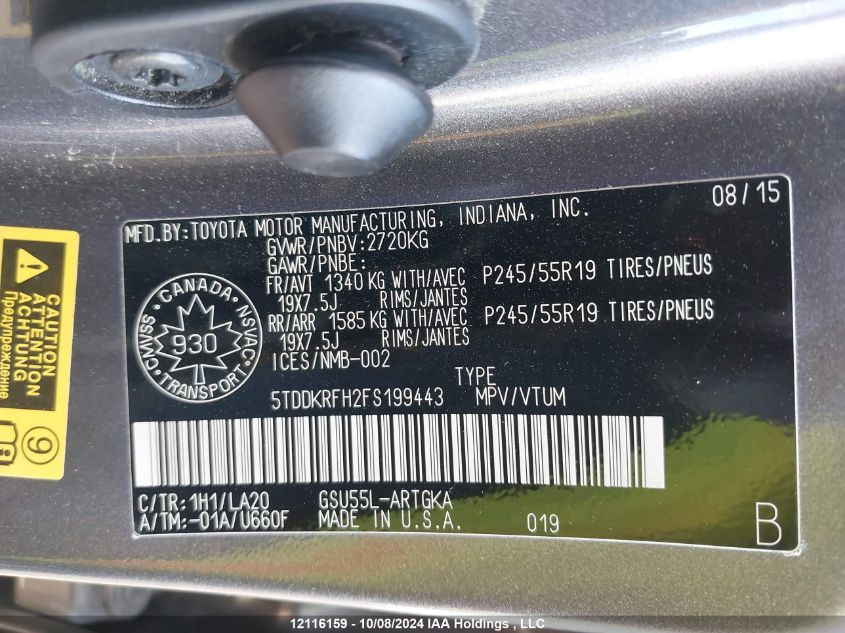 MFD.BY:TOYOTA MOTOR MANUFACTURING, INDIANA, INC. 08/15
GVWR/PNBV:2720KG
GAWR/PNBE:
FR/AVT 1340 KG WITH/AVEC P245/55R19 TIRES/PNEUS
19X7.5J RIMS/JANTES
RR/ARR 1585 KG WITH/AVEC P245/55R19 TIRES/PNEUS
19X7.5J RIMS/JANTES
ICES/NMB-002
TYPE
5TDDKRFH2FS199443 MPV/VTUM
CANADA
CMVSS 930 NSVAC
TRANSPORT
C/TR:1H1/LA20 GSU55L-ARTGKA
A/TM:-01A/U660F MADE IN U.S.A. 019 B
CAUTION
ATTENTION
ACHTUNG
Предупреждение
9
12116159 - 10/08/2024 IAA Holdings , LLC